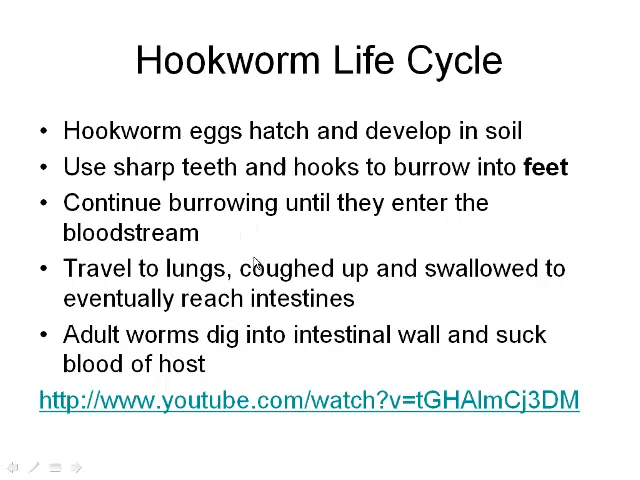 Hookworm Life Cycle
• Hookworm eggs hatch and develop in soil
• Use sharp teeth and hooks to burrow into feet
• Continue burrowing until they enter the
bloodstream
• Travel to lungs, coughed up and swallowed to
eventually reach intestines
• Adult worms dig into intestinal wall and suck
blood of host
http://www.youtube.com/watch?v=tGHAlmCj3DM